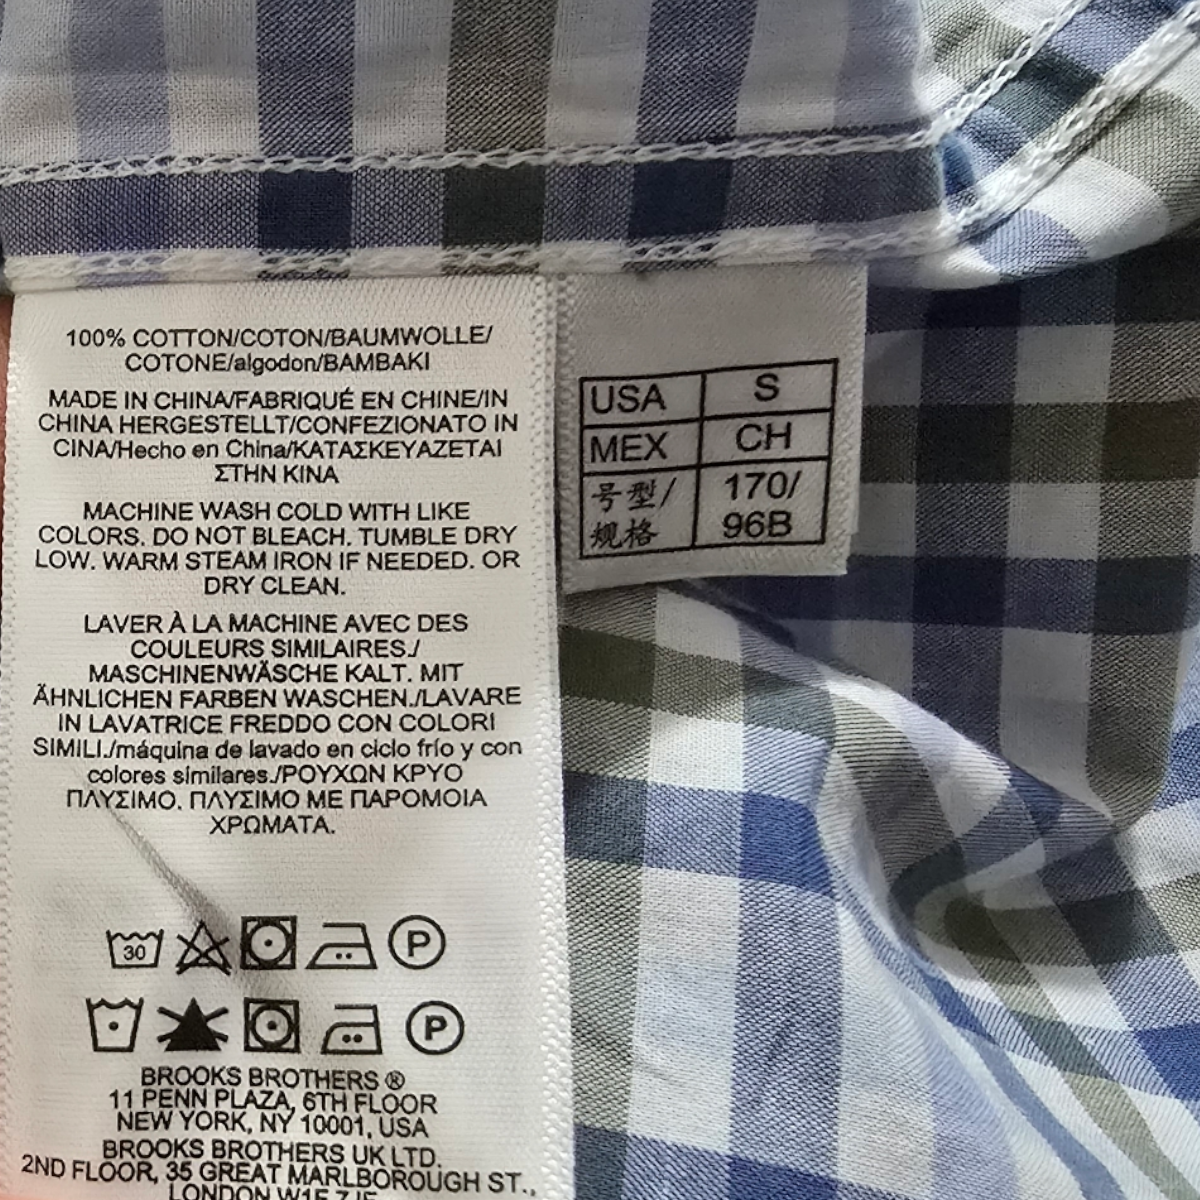 100% COTTON/COTON/BAUMWOLLE/
COTONE/algodon/BAMBAKI
MADE IN CHINA/FABRIQUÉ EN CHINE/IN
CHINA HERGESTELLT/CONFEZIONATO IN
CINA/Hecho en China/ΚΑΤΑΣΚΕΥΑΖΕΤΑΙ
ΣΤΗΝ ΚΙΝΑ
MACHINE WASH COLD WITH LIKE
COLORS. DO NOT BLEACH. TUMBLE DRY
LOW. WARM STEAM IRON IF NEEDED. OR
DRY CLEAN.
LAVER À LA MACHINE AVEC DES
COULEURS SIMILAIRES./
MASCHINENWÄSCHE KALT. MIT
ÄHNLICHEN FARBEN WASCHEN./LAVARE
IN LAVATRICE FREDDO CON COLORI
SIMILI./máquina de lavado en ciclo frío y con
colores similares./ΡΟΥΧΩΝ ΚΡΥΟ
ΠΛΥΣΙΜΟ. ΠΛΥΣΙΜΟ ΜΕ ΠΑΡΟΜΟΙΑ
ΧΡΩΜΑΤΑ.
30 P
P
BROOKS BROTHERS ®
11 PENN PLAZA, 6TH FLOOR
NEW YORK, NY 10001, USA
BROOKS BROTHERS UK LTD.
2ND FLOOR, 35 GREAT MARLBOROUGH ST.,
LONDON W1F 7JF
USA S
MEX CH
号型/ 170/
规格 96B